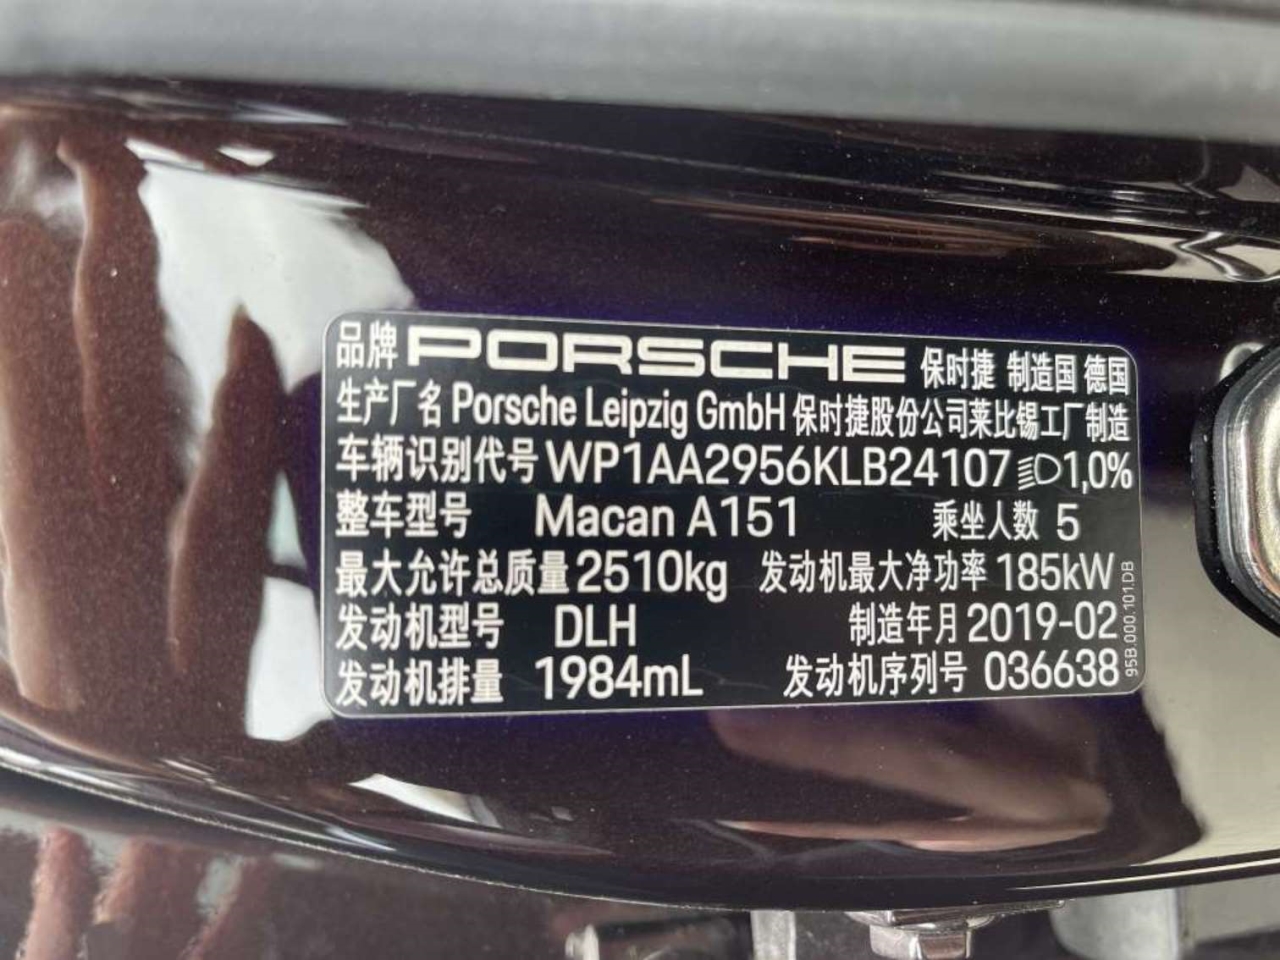 品牌 PORSCHE 保时捷 制造国 德国
生产厂名 Porsche Leipzig GmbH 保时捷股份公司莱比锡工厂制造
车辆识别代号 WP1AA2956KLB24107 1,0%
整车型号 Macan A151 乘坐人数 5
最大允许总质量 2510kg 发动机最大净功率 185kW
发动机型号 DLH 制造年月 2019-02
发动机排量 1984mL 发动机序列号 036638
95B.000.101.DB